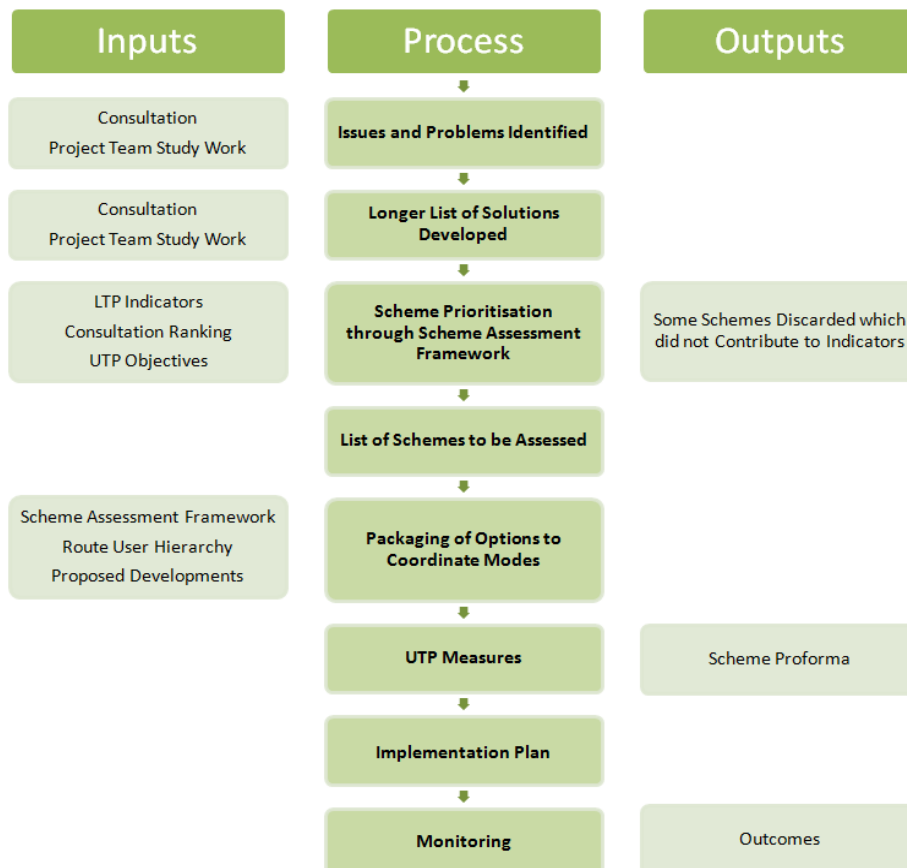 Inputs
Process
Outputs
Consultation
Project Team Study Work
Issues and Problems Identified
Consultation
Project Team Study Work
Longer List of Solutions
Developed
LTP Indicators
Consultation Ranking
UTP Objectives
Scheme Prioritisation
through Scheme Assessment
Framework
Some Schemes Discarded which
did not Contribute to Indicators
List of Schemes to be Assessed
Scheme Assessment Framework
Route User Hierarchy
Proposed Developments
Packaging of Options to
Coordinate Modes
UTP Measures
Scheme Proforma
Implementation Plan
Monitoring
Outcomes